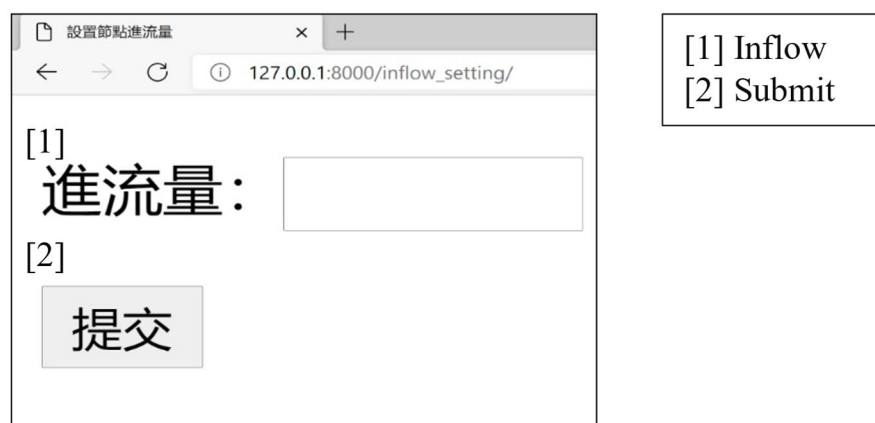 設置節點進流量
127.0.0.1:8000/inflow_setting/
[1]
進流量:
[2]
提交
[1] Inflow
[2] Submit